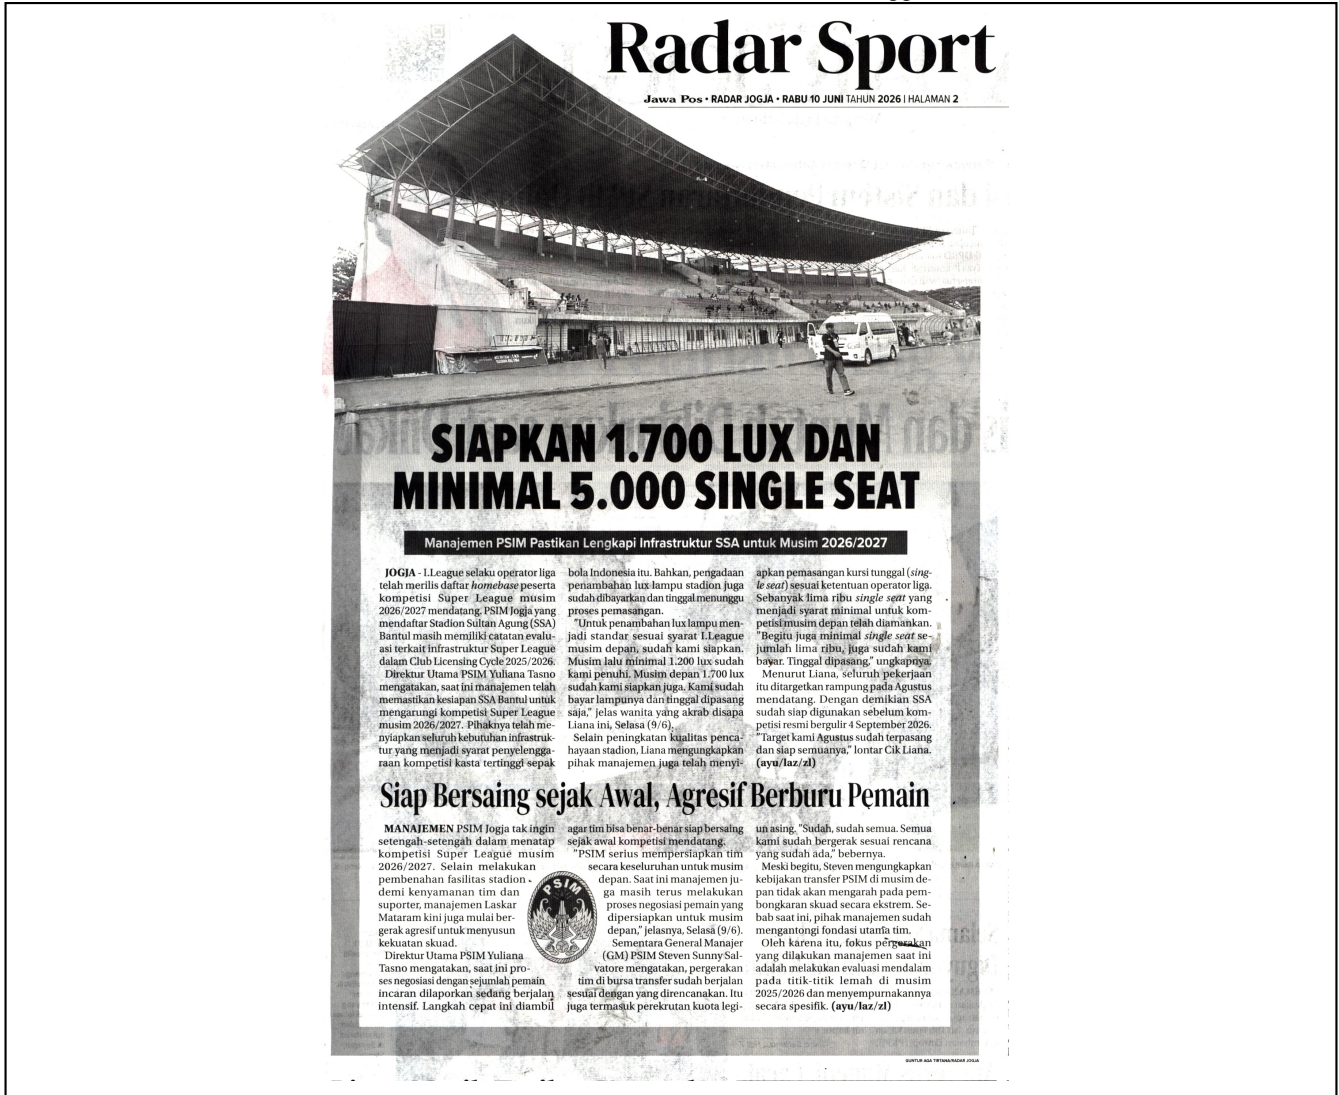 Radar Sport
Jawa Pos • RADAR JOGJA • RABU 10 JUNI TAHUN 2026 | HALAMAN 2
SIAPKAN 1.700 LUX DAN
MINIMAL 5.000 SINGLE SEAT
Manajemen PSIM Pastikan Lengkapi Infrastruktur SSA untuk Musim 2026/2027
JOGJA - I.League selaku operator liga
telah merilis daftar homebase peserta
kompetisi Super League musim
2026/2027 mendatang. PSIM Jogja yang
mendaftar Stadion Sultan Agung (SSA)
Bantul masih memiliki catatan evalu-
asi terkait infrastruktur Super League
dalam Club Licensing Cycle 2025/2026.
Direktur Utama PSIM Yuliana Tasno
mengatakan, saat ini manajemen telah
memastikan kesiapan SSA Bantul untuk
mengarungi kompetisi Super League
musim 2026/2027. Pihaknya telah me-
nyiapkan seluruh kebutuhan infrastruk-
tur yang menjadi syarat penyelengga-
raan kompetisi kasta tertinggi sepak
bola Indonesia itu. Bahkan, pengadaan
penambahan lux lampu stadion juga
sudah dibayarkan dan tinggal menunggu
proses pemasangan.
"Untuk penambahan lux lampu men-
jadi standar sesuai syarat I.League
musim depan, sudah kami siapkan.
Musim lalu minimal 1.200 lux sudah
kami penuhi. Musim depan 1.700 lux
sudah kami siapkan juga. Kami sudah
bayar lampunya dan tinggal dipasang
saja," jelas wanita yang akrab disapa
Liana ini, Selasa (9/6).
Selain peningkatan kualitas penca-
hayaan stadion, Liana mengungkapkan
pihak manajemen juga telah menyi-
apkan pemasangan kursi tunggal (sing-
le seat) sesuai ketentuan operator liga.
Sebanyak lima ribu single seat yang
menjadi syarat minimal untuk kom-
petisi musim depan telah diamankan.
"Begitu juga minimal single seat se-
jumlah lima ribu, juga sudah kami
bayar. Tinggal dipasang," ungkapnya.
Menurut Liana, seluruh pekerjaan
itu ditargetkan rampung pada Agustus
mendatang. Dengan demikian SSA
sudah siap digunakan sebelum kom-
petisi resmi bergulir 4 September 2026.
"Target kami Agustus sudah terpasang
dan siap semuanya," lontar Cik Liana.
(ayu/laz/zl)
Siap Bersaing sejak Awal, Agresif Berburu Pemain
MANAJEMEN PSIM Jogja tak ingin
setengah-setengah dalam menatap
kompetisi Super League musim
2026/2027. Selain melakukan
pembenahan fasilitas stadion
demi kenyamanan tim dan
suporter, manajemen Laskar
Mataram kini juga mulai ber-
gerak agresif untuk menyusun
kekuatan skuad.
Direktur Utama PSIM Yuliana
Tasno mengatakan, saat ini pro-
ses negosiasi dengan sejumlah pemain
incaran dilaporkan sedang berjalan
intensif. Langkah cepat ini diambil
PSIM
agar tim bisa benar-benar siap bersaing
sejak awal kompetisi mendatang.
"PSIM serius mempersiapkan tim
secara keseluruhan untuk musim
depan. Saat ini manajemen ju-
ga masih terus melakukan
proses negosiasi pemain yang
dipersiapkan untuk musim
depan," jelasnya, Selasa (9/6).
Sementara General Manajer
(GM) PSIM Steven Sunny Sal-
vatore mengatakan, pergerakan
tim di bursa transfer sudah berjalan
sesuai dengan yang direncanakan. Itu
juga termasuk perekrutan kuota legi-
un asing. "Sudah, sudah semua. Semua
kami sudah bergerak sesuai rencana
yang sudah ada," bebernya.
Meski begitu, Steven mengungkapkan
kebijakan transfer PSIM di musim de-
pan tidak akan mengarah pada pem-
bongkaran skuad secara ekstrem. Se-
bab saat ini, pihak manajemen sudah
mengantongi fondasi utama tim.
Oleh karena itu, fokus pergerakan
yang dilakukan manajemen saat ini
adalah melakukan evaluasi mendalam
pada titik-titik lemah di musim
2025/2026 dan menyempurnakannya
secara spesifik. (ayu/laz/zl)
GUNTUR AGA TIRTANA/RADAR JOGJA